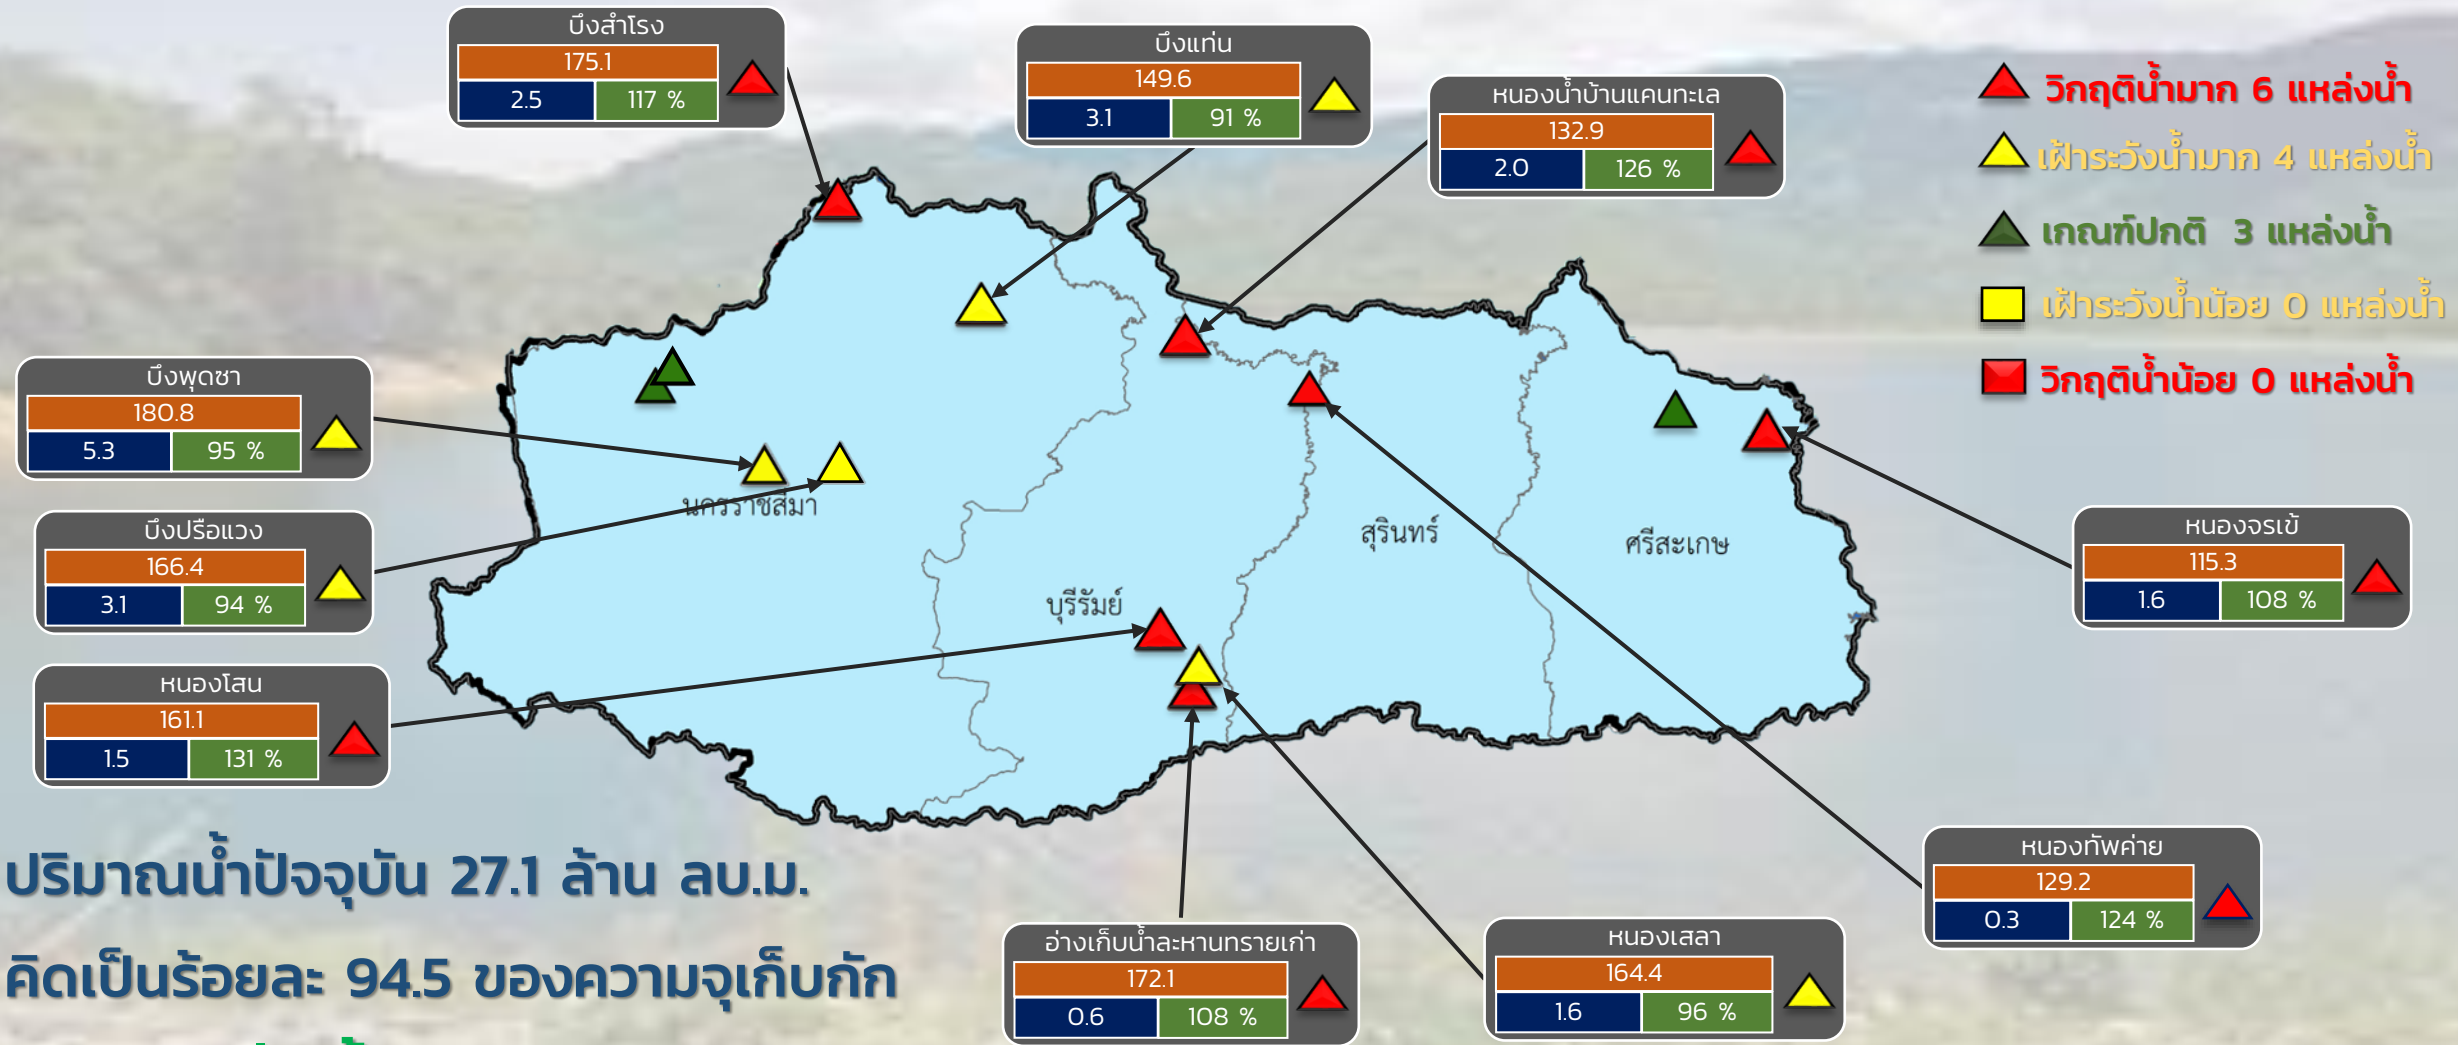 บึงสำโรง
175.1
2.5 117 %
บึงแท่น
149.6
3.1 91 %
หนองน้ำบ้านแคนทะเล
132.9
2.0 126 %
วิกฤติน้ำมาก 6 แหล่งน้ำ
เฝ้าระวังน้ำมาก 4 แหล่งน้ำ
เกณฑ์ปกติ 3 แหล่งน้ำ
เฝ้าระวังน้ำน้อย 0 แหล่งน้ำ
วิกฤติน้ำน้อย 0 แหล่งน้ำ
บึงพุดซา
180.8
5.3 95 %
นครราชสีมา
บึงปรือแวง
166.4
3.1 94 %
สุรินทร์
ศรีสะเกษ
บุรีรัมย์
หนองจรเข้
115.3
1.6 108 %
หนองโสน
161.1
1.5 131 %
ปริมาณน้ำปัจจุบัน 27.1 ล้าน ลบ.ม.
คิดเป็นร้อยละ 94.5 ของความจุเก็บกัก
หนองทัพค่าย
129.2
0.3 124 %
อ่างเก็บน้ำละหานทรายเก่า
172.1
0.6 108 %
หนองเสลา
164.4
1.6 96 %